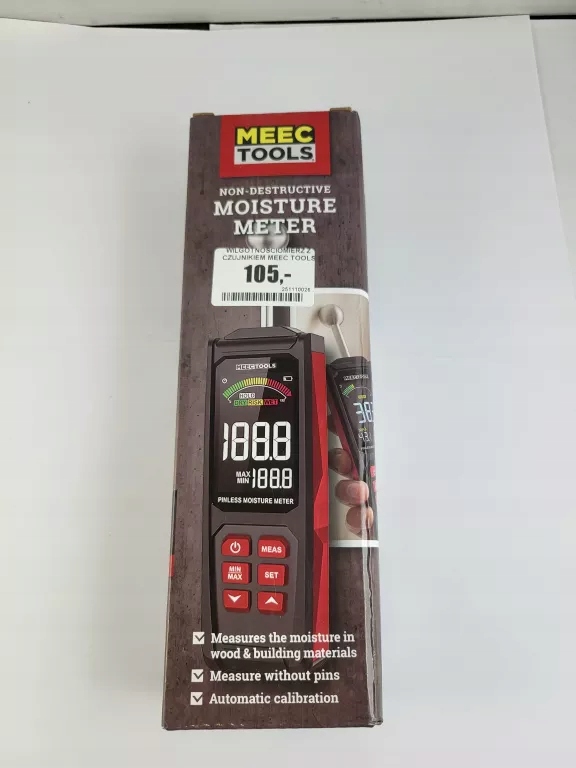 MEEC
TOOLS
NON-DESTRUCTIVE
MOISTURE
METER
WILGOTNOŚCIOMIERZ Z
CZUJNIKIEM MEEC TOOLS
105,-
MEECTOOLS
HOLD
DRY RISK WET
188.8
MAX
MIN 188.8
PINLESS MOISTURE METER
MEAS
MIN
MAX
SET
MEECTOOLS
Measures the moisture in
wood & building materials
Measure without pins
Automatic calibration